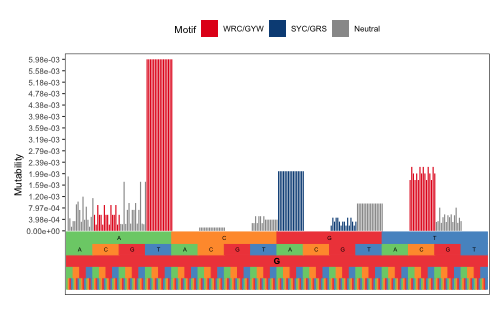 Motif WRC/GYW SYC/GRS Neutral
Mutability
5.98e-03
5.58e-03
5.18e-03
4.78e-03
4.38e-03
3.98e-03
3.59e-03
3.19e-03
2.79e-03
2.39e-03
1.99e-03
1.59e-03
1.20e-03
7.97e-04
3.98e-04
0.00e+00
A C G T
A C G T A C G T A C G T A C G T
G